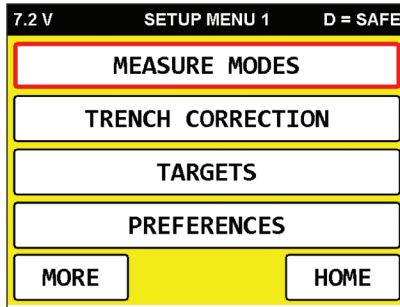 7.2 V SETUP MENU 1 D = SAFE
MEASURE MODES
TRENCH CORRECTION
TARGETS
PREFERENCES
MORE HOME